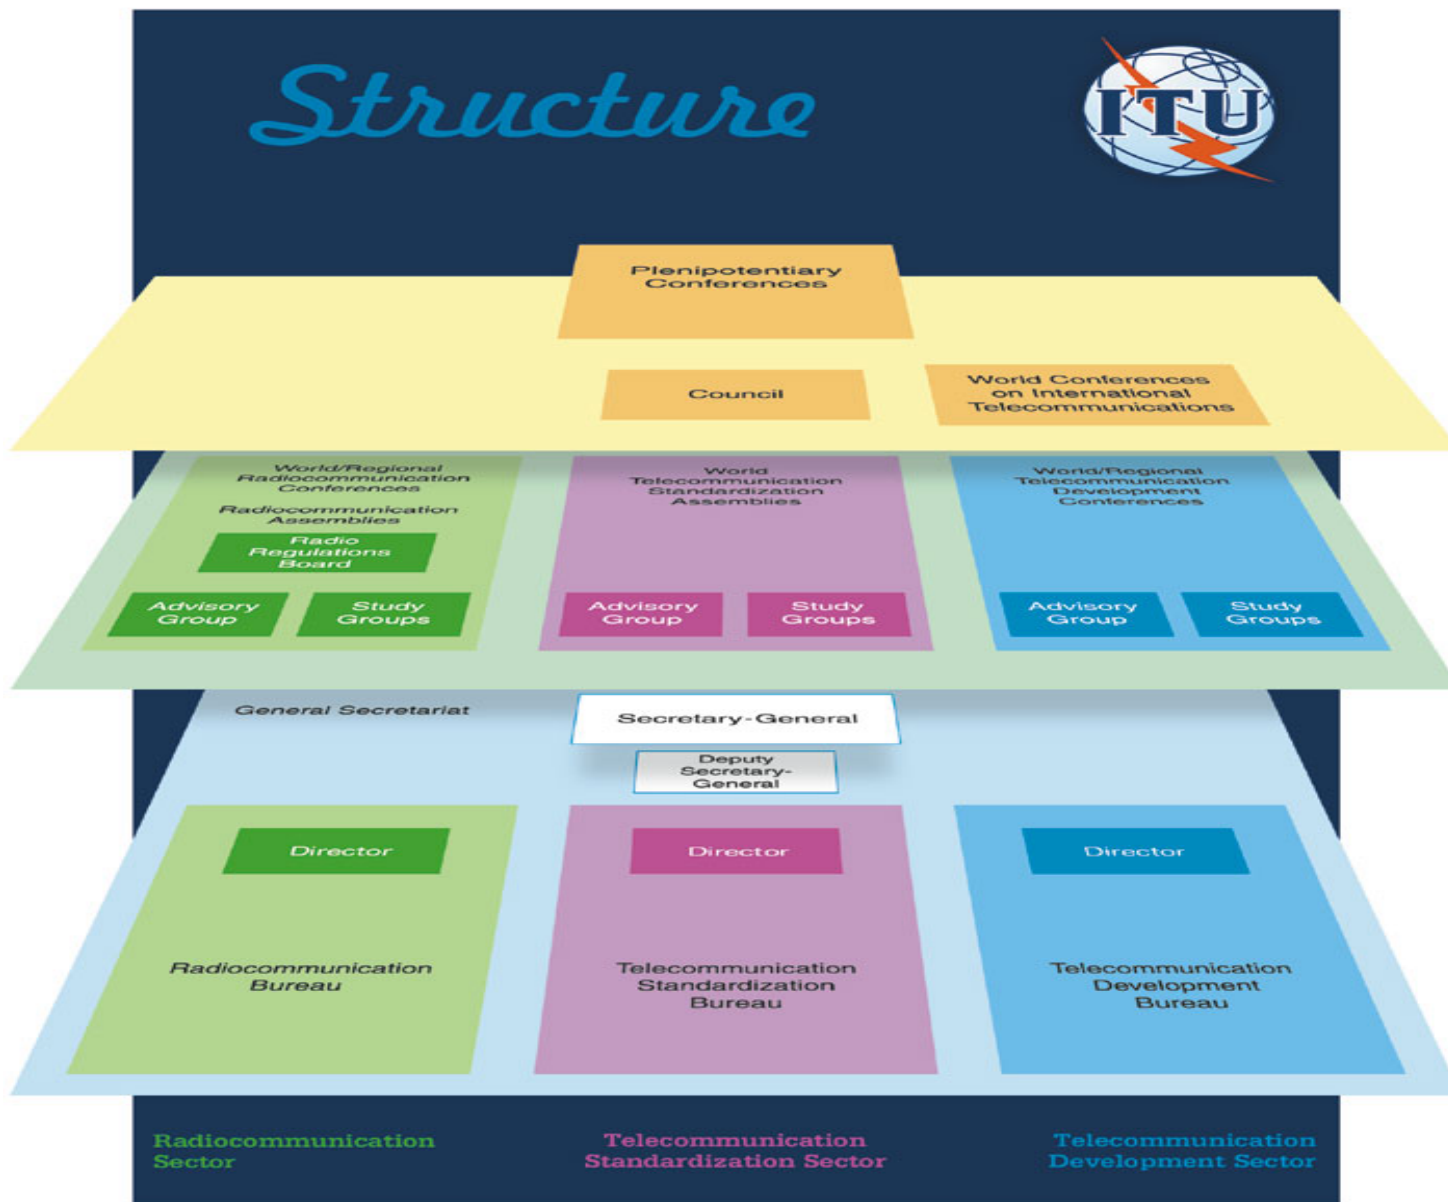 Structure
ITU
Plenipotentiary
Conferences
Council
World Conferences
on International
Telecommunications
World/Regional
Radiocommunication
Conferences
Radiocommunication
Assemblies
Radio
Regulations
Board
Advisory
Group
Study
Groups
World
Telecommunication
Standardization
Assemblies
Advisory
Group
Study
Groups
World/Regional
Telecommunication
Development
Conferences
Advisory
Group
Study
Groups
General Secretariat
Secretary-General
Deputy
Secretary-
General
Director
Radiocommunication
Bureau
Director
Telecommunication
Standardization
Bureau
Director
Telecommunication
Development
Bureau
Radiocommunication
Sector
Telecommunication
Standardization Sector
Telecommunication
Development Sector